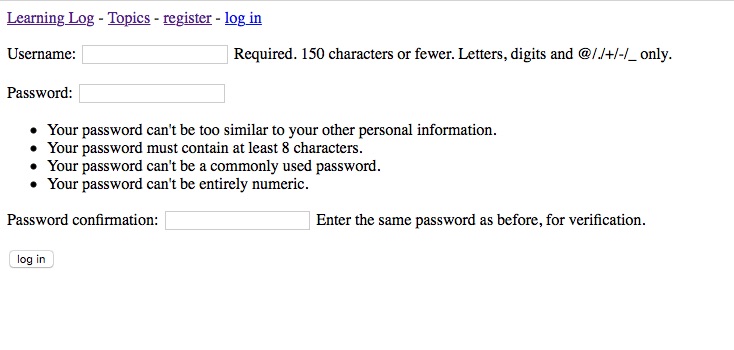 Learning Log - Topics - register - log in
Username: Required. 150 characters or fewer. Letters, digits and @/./+/-/_ only.
Password:
• Your password can't be too similar to your other personal information.
• Your password must contain at least 8 characters.
• Your password can't be a commonly used password.
• Your password can't be entirely numeric.
Password confirmation: Enter the same password as before, for verification.
log in